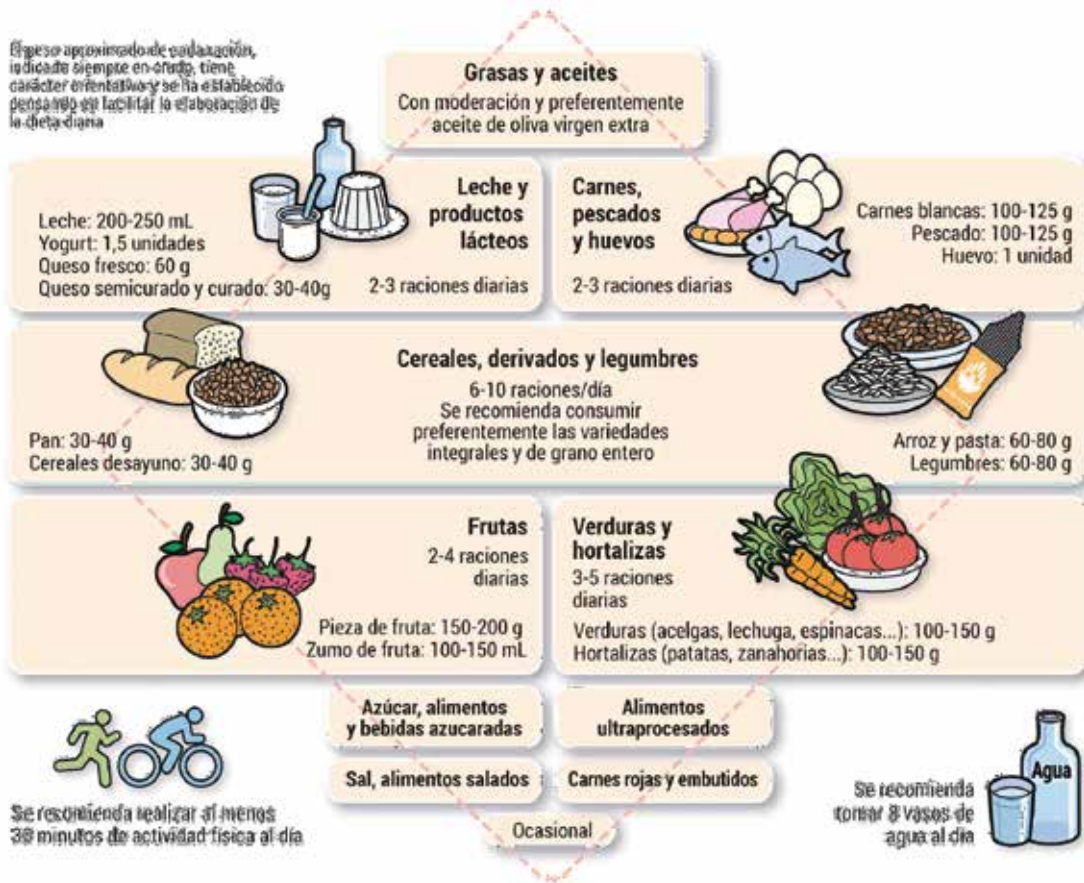 El peso aproximado de cada ración,
indicado siempre en crudo, tiene
carácter orientativo y se ha establecido
pensando en facilitar la elaboración de
la dieta diaria
Grasas y aceites
Con moderación y preferentemente
aceite de oliva virgen extra
Leche y
productos
lácteos
2-3 raciones diarias
Leche: 200-250 mL
Yogurt: 1,5 unidades
Queso fresco: 60 g
Queso semicurado y curado: 30-40g
Carnes,
pescados
y huevos
2-3 raciones diarias
Carnes blancas: 100-125 g
Pescado: 100-125 g
Huevo: 1 unidad
Cereales, derivados y legumbres
6-10 raciones/día
Se recomienda consumir
preferentemente las variedades
integrales y de grano entero
Pan: 30-40 g
Cereales desayuno: 30-40 g
Arroz y pasta: 60-80 g
Legumbres: 60-80 g
Frutas
2-4 raciones
diarias
Pieza de fruta: 150-200 g
Zumo de fruta: 100-150 mL
Verduras y
hortalizas
3-5 raciones
diarias
Verduras (acelgas, lechuga, espinacas...): 100-150 g
Hortalizas (patatas, zanahorias...): 100-150 g
Azúcar, alimentos
y bebidas azucaradas
Alimentos
ultraprocesados
Sal, alimentos salados
Carnes rojas y embutidos
Ocasional
Se recomienda realizar al menos
30 minutos de actividad física al día
Se recomienda
tomar 8 vasos de
agua al día
Agua